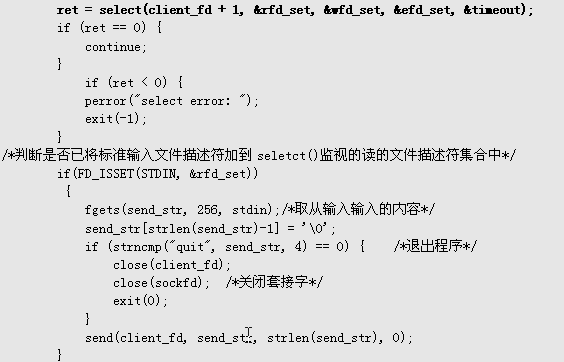 ret = select(client_fd + 1, &rfd_set, &wfd_set, &efd_set, &timeout);
if (ret == 0) {
continue;
}
if (ret < 0) {
perror("select error: ");
exit(-1);
}
/*判断是否已将标准输入文件描述符加到 seletct()监视的读的文件描述符集合中*/
if(FD_ISSET(STDIN, &rfd_set))
{
fgets(send_str, 256, stdin);/*取从输入输入的内容*/
send_str[strlen(send_str)-1] = '\0';
if (strncmp("quit", send_str, 4) == 0) { /*退出程序*/
close(client_fd);
close(sockfd); /*关闭套接字*/
exit(0);
}
send(client_fd, send_str, strlen(send_str), 0);
}